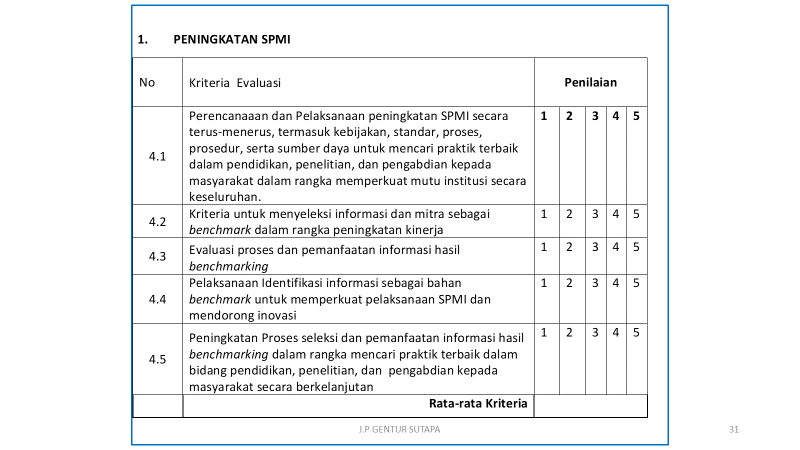 1. PENINGKATAN SPMI
No Kriteria Evaluasi Penilaian
Perencanaaan dan Pelaksanaan peningkatan SPMI secara 1 2 3 4 5
terus-menerus, termasuk kebijakan, standar, proses,
prosedur, serta sumber daya untuk mencari praktik terbaik
4.1 dalam pendidikan, penelitian, dan pengabdian kepada
masyarakat dalam rangka memperkuat mutu institusi secara
keseluruhan.
4.2 Kriteria untuk menyeleksi informasi dan mitra sebagai 1 2 3 4 5
benchmark dalam rangka peningkatan kinerja
4.3 Evaluasi proses dan pemanfaatan informasi hasil 1 2 3 4 5
benchmarking
Pelaksanaan Identifikasi informasi sebagai bahan 1 2 3 4 5
4.4 benchmark untuk memperkuat pelaksanaan SPMI dan
mendorong inovasi
Peningkatan Proses seleksi dan pemanfaatan informasi hasil 1 2 3 4 5
4.5 benchmarking dalam rangka mencari praktik terbaik dalam
bidang pendidikan, penelitian, dan pengabdian kepada
masyarakat secara berkelanjutan
Rata-rata Kriteria
J.P GENTUR SUTAPA 31